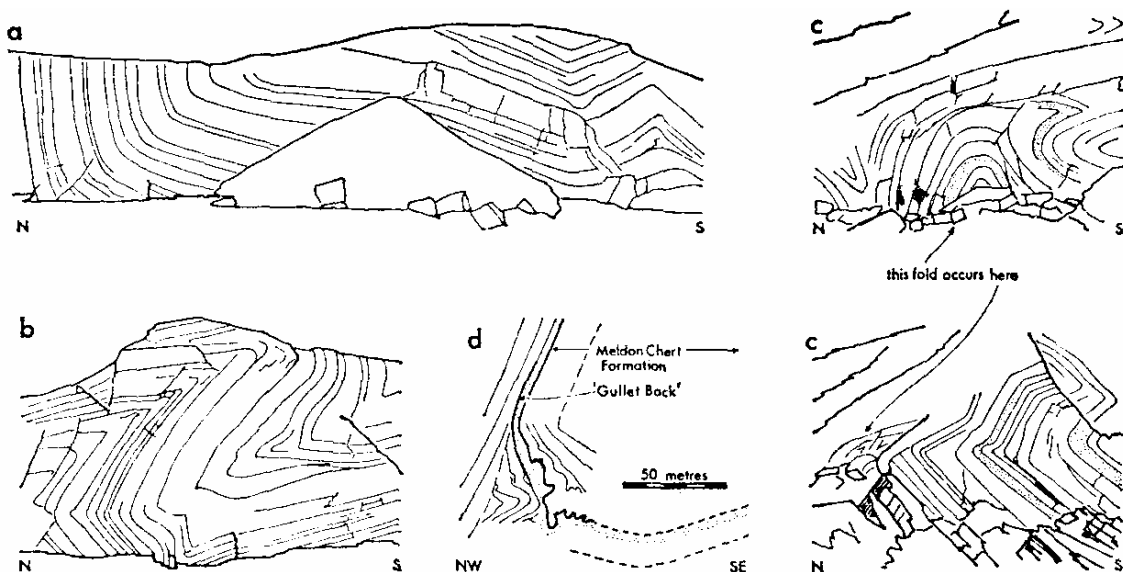 a
N
S
c
N
S
this fold occurs here
b
N
S
d
Meldon Chert
Formation
'Gullet Back'
50 metres
NW
SE
c
N
S